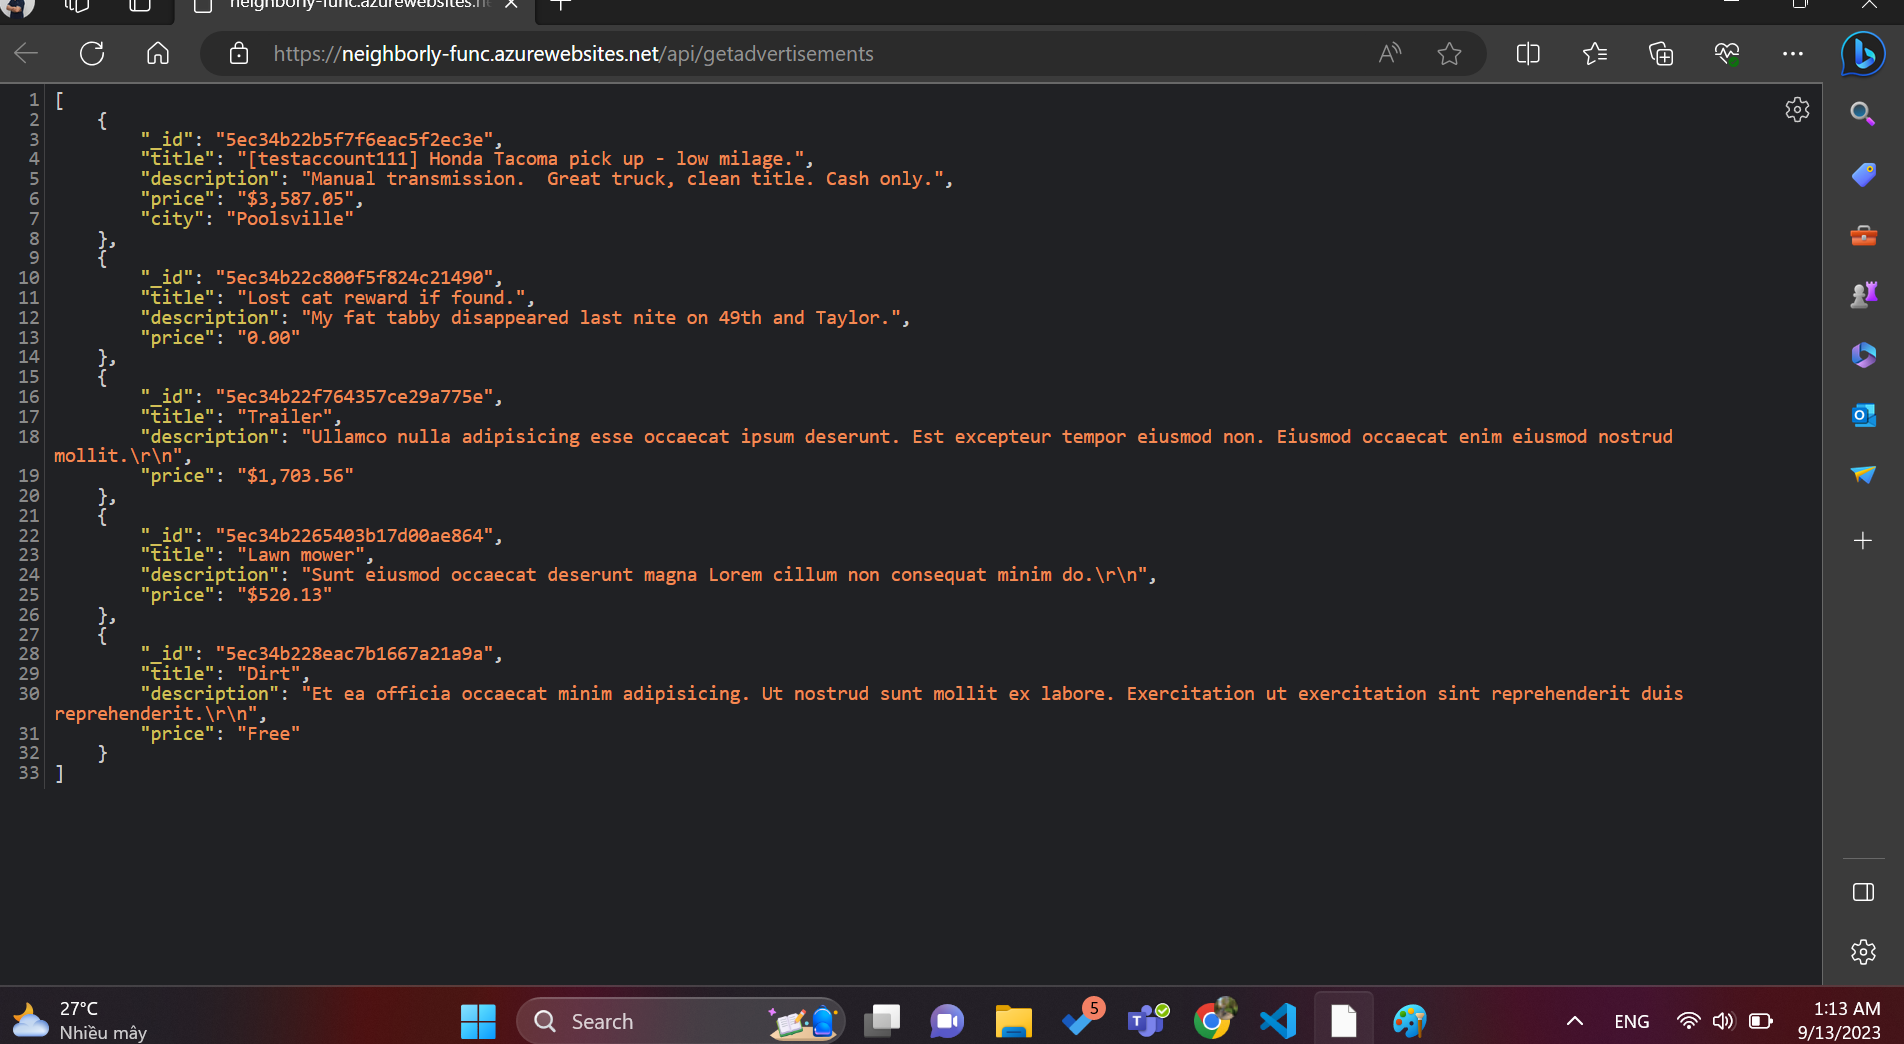 neighborly-func.azurewebsites.ne
https://neighborly-func.azurewebsites.net/api/getadvertisements
1 [
2 {
3 "_id": "5ec34b22b5f7f6eac5f2ec3e",
4 "title": "[testaccount111] Honda Tacoma pick up - low milage.",
5 "description": "Manual transmission.  Great truck, clean title. Cash only.",
6 "price": "$3,587.05",
7 "city": "Poolsville"
8 },
9 {
10 "_id": "5ec34b22c800f5f824c21490",
11 "title": "Lost cat reward if found.",
12 "description": "My fat tabby disappeared last nite on 49th and Taylor.",
13 "price": "0.00"
14 },
15 {
16 "_id": "5ec34b22f764357ce29a775e",
17 "title": "Trailer",
18 "description": "Ullamco nulla adipisicing esse occaecat ipsum deserunt. Est excepteur tempor eiusmod non. Eiusmod occaecat enim eiusmod nostrud
mollit.\r\n",
19 "price": "$1,703.56"
20 },
21 {
22 "_id": "5ec34b2265403b17d00ae864",
23 "title": "Lawn mower",
24 "description": "Sunt eiusmod occaecat deserunt magna Lorem cillum non consequat minim do.\r\n",
25 "price": "$520.13"
26 },
27 {
28 "_id": "5ec34b228eac7b1667a21a9a",
29 "title": "Dirt",
30 "description": "Et ea officia occaecat minim adipisicing. Ut nostrud sunt mollit ex labore. Exercitation ut exercitation sint reprehenderit duis
reprehenderit.\r\n",
31 "price": "Free"
32 }
33 ]
27°C
Nhiều mây
Search
5
ENG
1:13 AM
9/13/2023